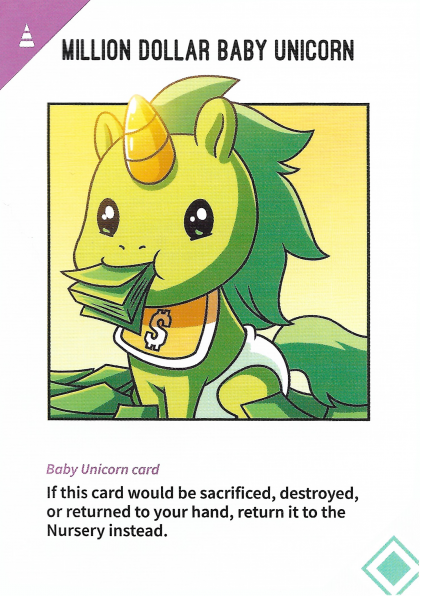 MILLION DOLLAR BABY UNICORN
$
Baby Unicorn card
If this card would be sacrificed, destroyed,
or returned to your hand, return it to the
Nursery instead.